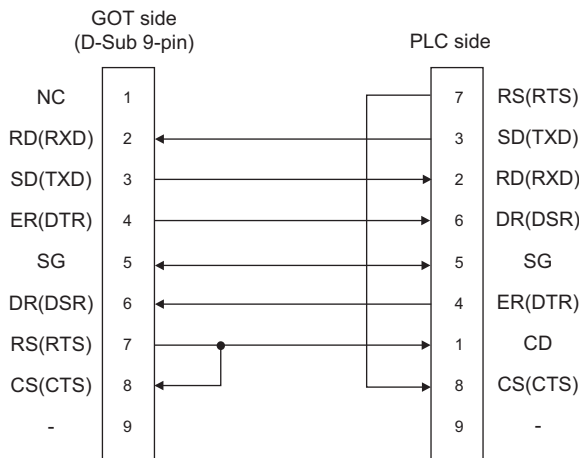 GOT side
(D-Sub 9-pin)
PLC side
NC 1 7 RS(RTS)
RD(RXD) 2 3 SD(TXD)
SD(TXD) 3 2 RD(RXD)
ER(DTR) 4 6 DR(DSR)
SG 5 5 SG
DR(DSR) 6 4 ER(DTR)
RS(RTS) 7 1 CD
CS(CTS) 8 8 CS(CTS)
- 9 9 -